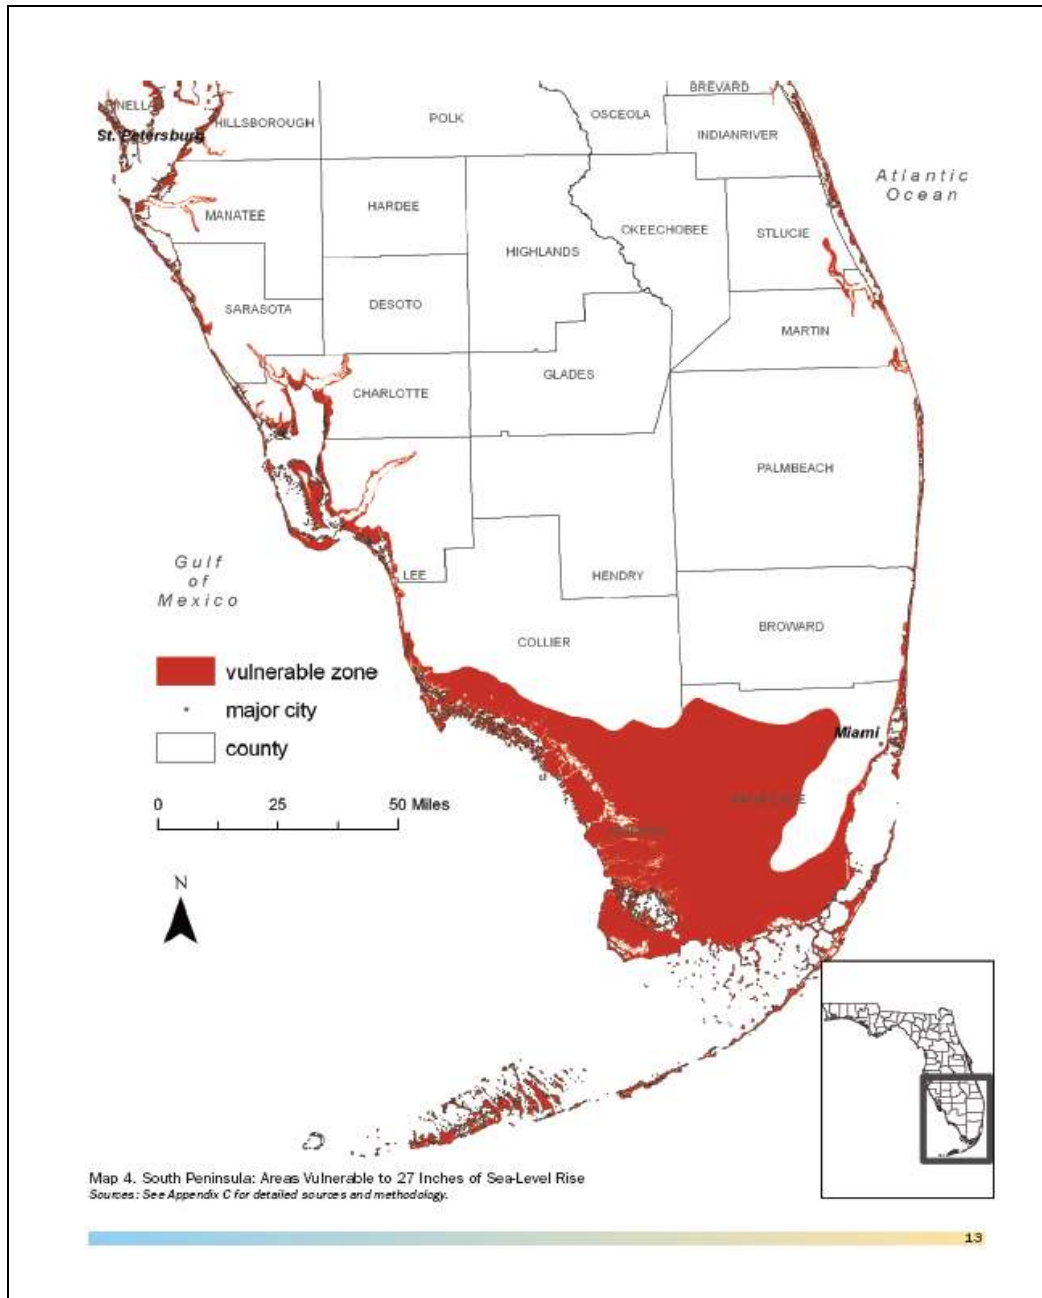 BREVARD
St. Petersburg
HILLSBOROUGH
POLK
OSCEOLA
INDIANRIVER
Atlantic
Ocean
MANATEE
HARDEE
HIGHLANDS
OKEECHOBEE
STLUCIE
SARASOTA
DESOTO
MARTIN
CHARLOTTE
GLADES
PALMBEACH
Gulf
of
Mexico
LEE
HENDRY
COLLIER
BROWARD
vulnerable zone
major city
county
Miami
0 25 50 Miles
N
Map 4. South Peninsula: Areas Vulnerable to 27 Inches of Sea-Level Rise
Sources: See Appendix C for detailed sources and methodology.
13